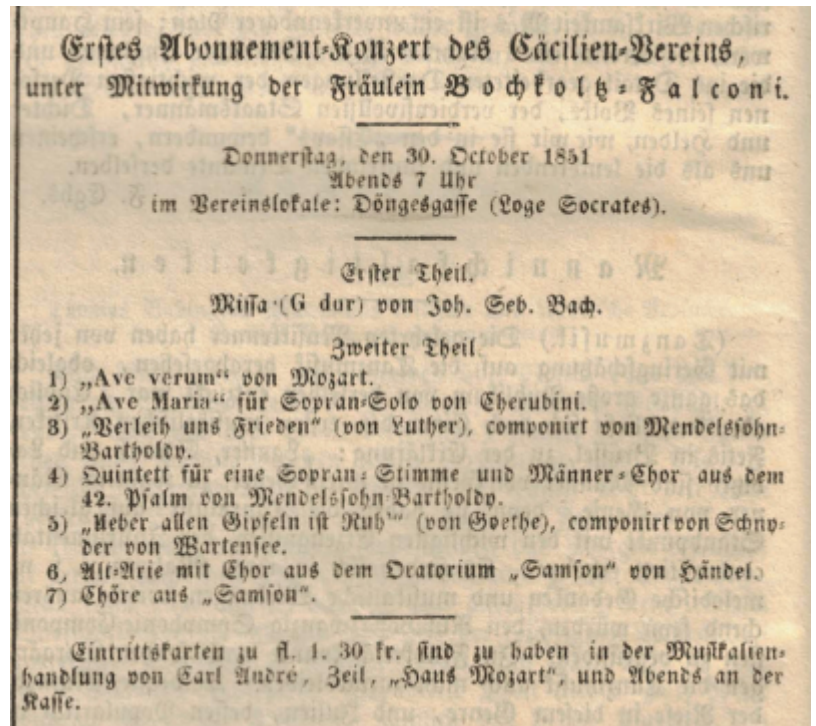 Erstes Abonnement-Konzert des Cäcilien-Vereins,
unter Mitwirkung der Fräulein Bochkoltz-Falconi.
Donnerstag, den 30. October 1851
Abends 7 Uhr
im Vereinslokale: Döngesgasse (Loge Socrates).
Erster Theil.
Missa (G dur) von Joh. Seb. Bach.
Zweiter Theil
1) „Ave verum“ von Mozart.
2) „Ave Maria“ für Sopran-Solo von Cherubini.
3) „Verleih uns Frieden“ (von Luther), componirt von Mendelssohn-
Bartholdy.
4) Quintett für eine Sopran-Stimme und Männer-Chor aus dem
42. Psalm von Mendelssohn-Bartholdy.
5) „Ueber allen Gipfeln ist Ruh'“ (von Goethe), componirt von Schny-
der von Wartensee.
6) Alt-Arie mit Chor aus dem Oratorium „Samson“ von Händel.
7) Chöre aus „Samson“.
Eintrittskarten zu fl. 1. 30 kr. sind zu haben in der Musikalien-
handlung von Carl André, Zeil, „Haus Mozart“, und Abends an der
Kasse.